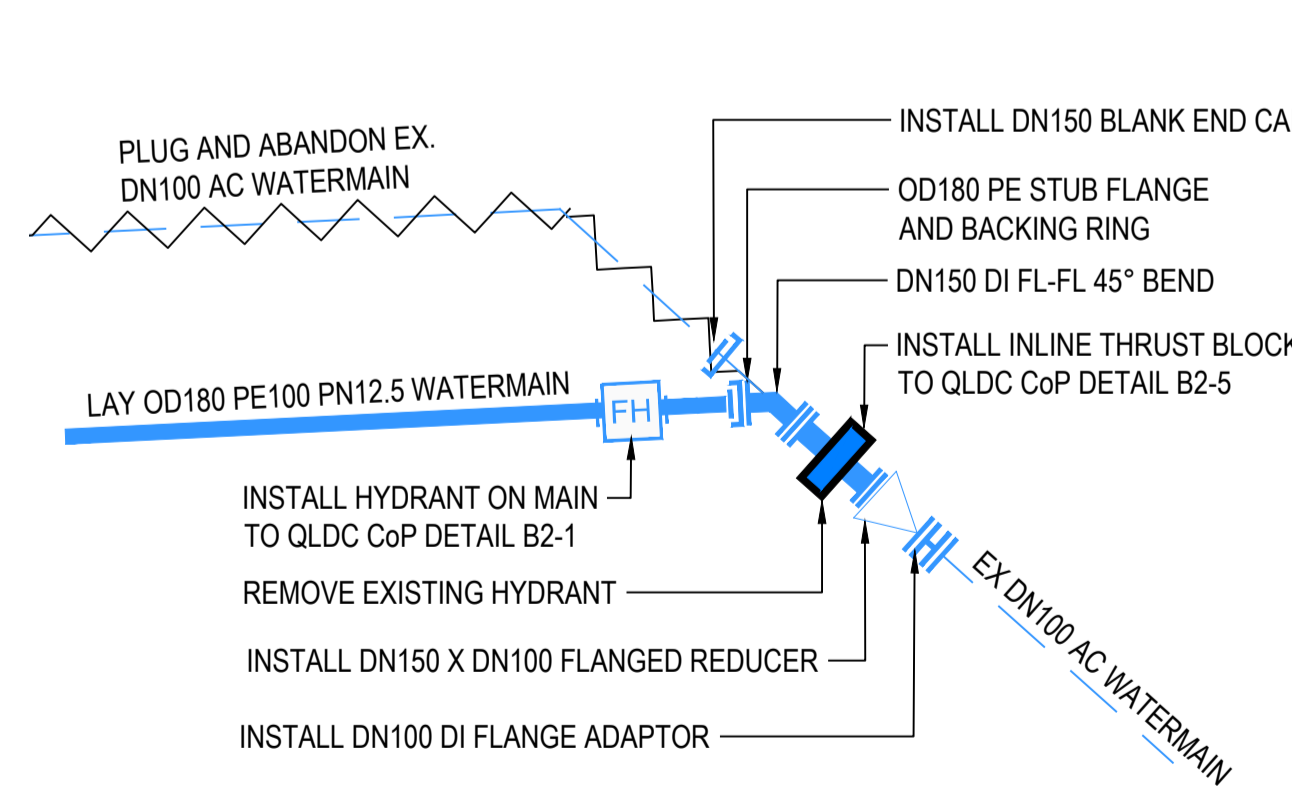 PLUG AND ABANDON EX.
DN100 AC WATERMAIN
INSTALL DN150 BLANK END
OD180 PE STUB FLANGE
AND BACKING RING
DN150 DI FL-FL 45° BEND
INSTALL INLINE THRUST BLOCK
TO QLDC CoP DETAIL B2-5
LAY OD180 PE100 PN12.5 WATERMAIN
FH
INSTALL HYDRANT ON MAIN
TO QLDC CoP DETAIL B2-1
REMOVE EXISTING HYDRANT
INSTALL DN150 X DN100 FLANGED REDUCER
INSTALL DN100 DI FLANGE ADAPTOR
EX DN100 AC WATERMAIN